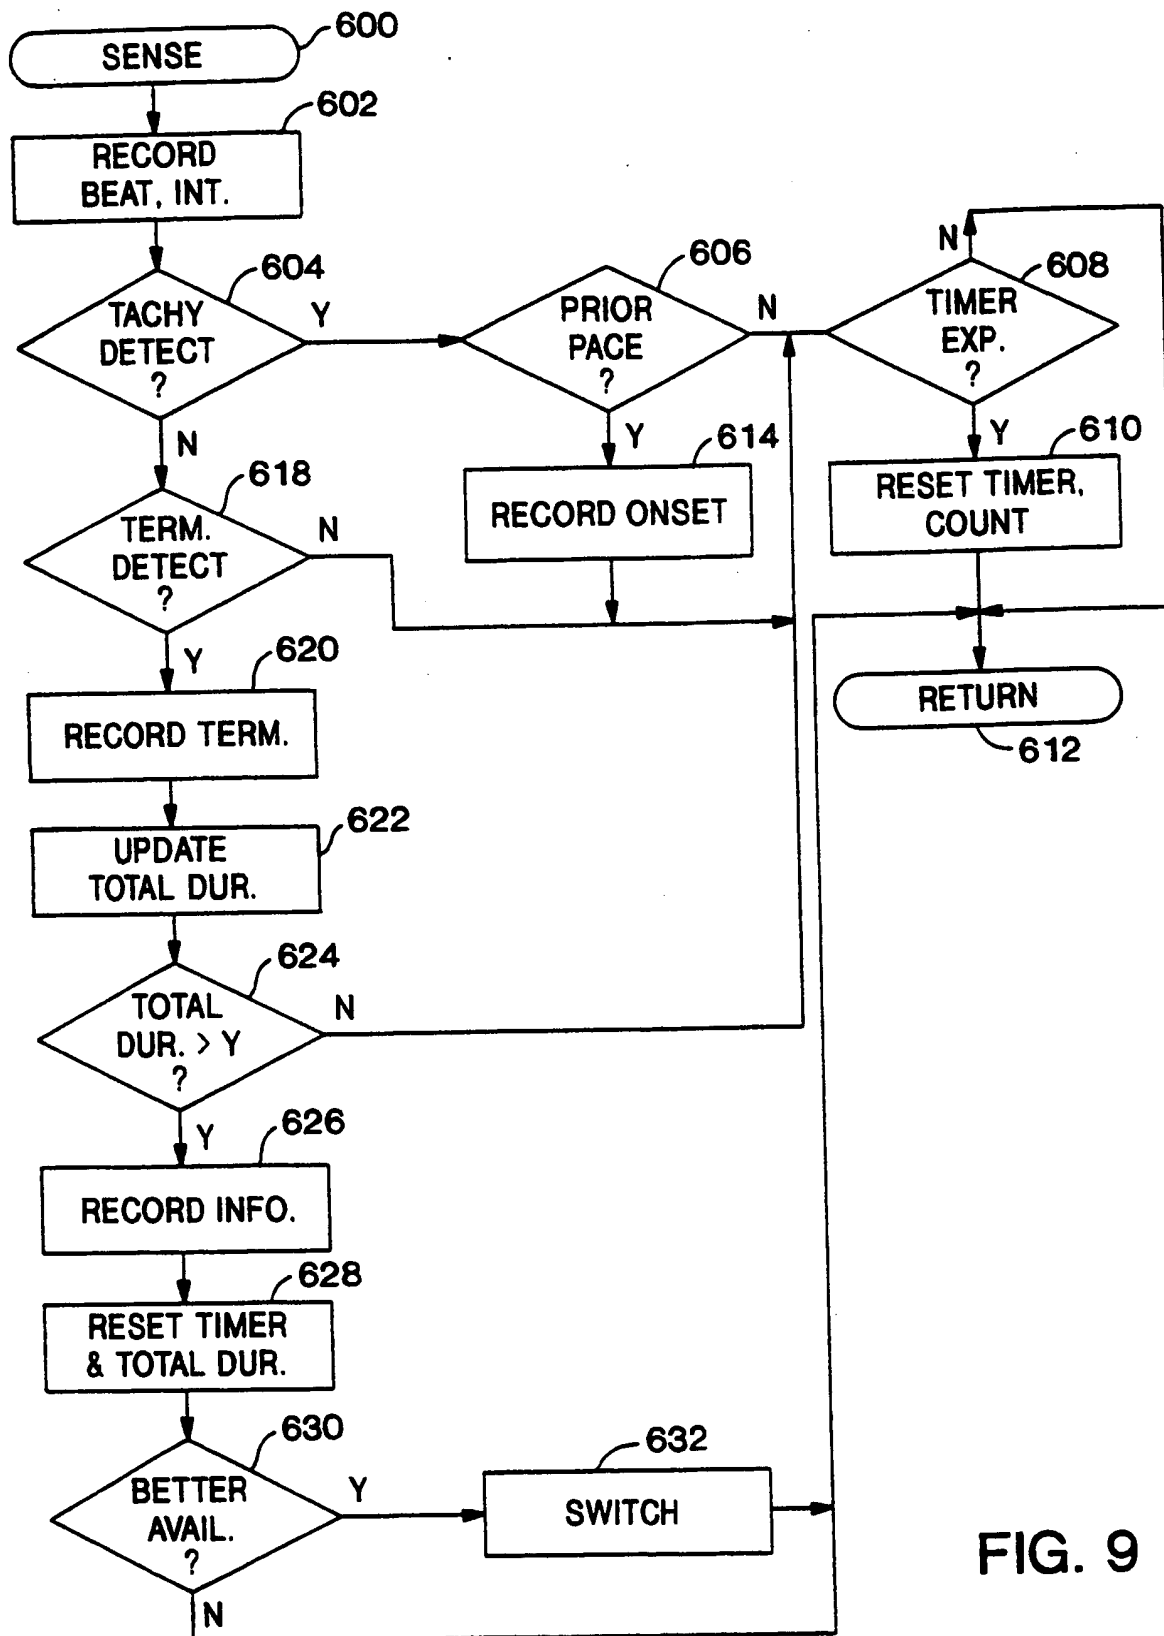 SENSE
600
602
RECORD
BEAT, INT.
604
TACHY
DETECT
?
Y
N
606
PRIOR
PACE
?
N
Y
N
608
TIMER
EXP.
?
Y
614
RECORD ONSET
610
RESET TIMER,
COUNT
618
TERM.
DETECT
?
N
Y
RETURN
612
620
RECORD TERM.
622
UPDATE
TOTAL DUR.
624
TOTAL
DUR. > Y
?
N
Y
626
RECORD INFO.
628
RESET TIMER
& TOTAL DUR.
630
BETTER
AVAIL.
?
Y
N
632
SWITCH
FIG. 9